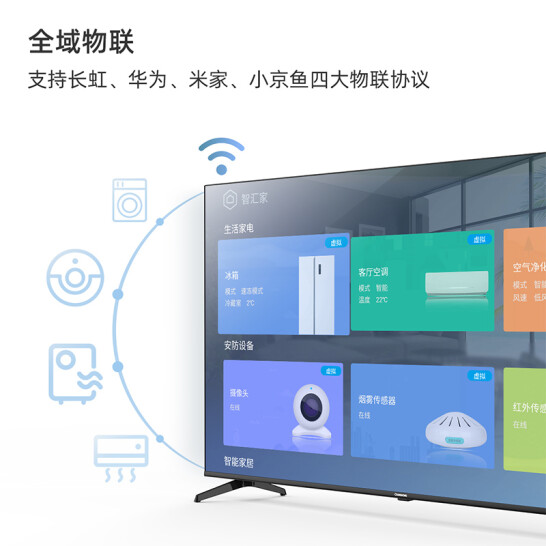 全域物联
支持长虹、华为、米家、小京鱼四大物联协议
智汇家
生活家电
虚拟
冰箱
模式 速冻模式
冷藏室 2℃
虚拟
客厅空调
模式 智能
温度 22℃
空气净化
模式 智能
风速 低风
安防设备
虚拟
摄像头
在线
虚拟
烟雾传感器
在线
红外传感
在线
智能家居